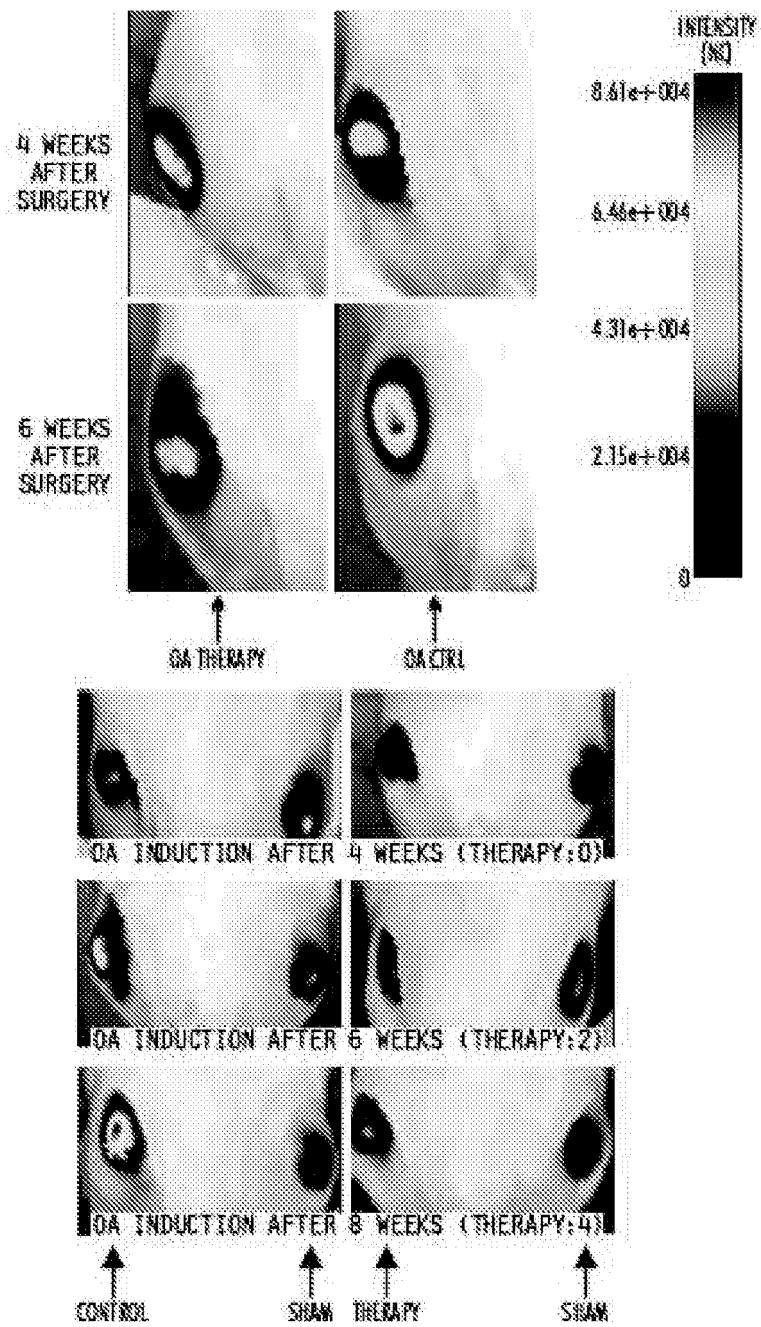 INTENSITY
(NC)
8.61e+004
6.46e+004
4.31e+004
2.15e+004
0
4 WEEKS
AFTER
SURGERY
6 WEEKS
AFTER
SURGERY
OA THERAPY
OA CTRL
OA INDUCTION AFTER 4 WEEKS (THERAPY:0)
OA INDUCTION AFTER 6 WEEKS (THERAPY:2)
OA INDUCTION AFTER 8 WEEKS (THERAPY:4)
CONTROL
SHAM
THERAPY
SHAM